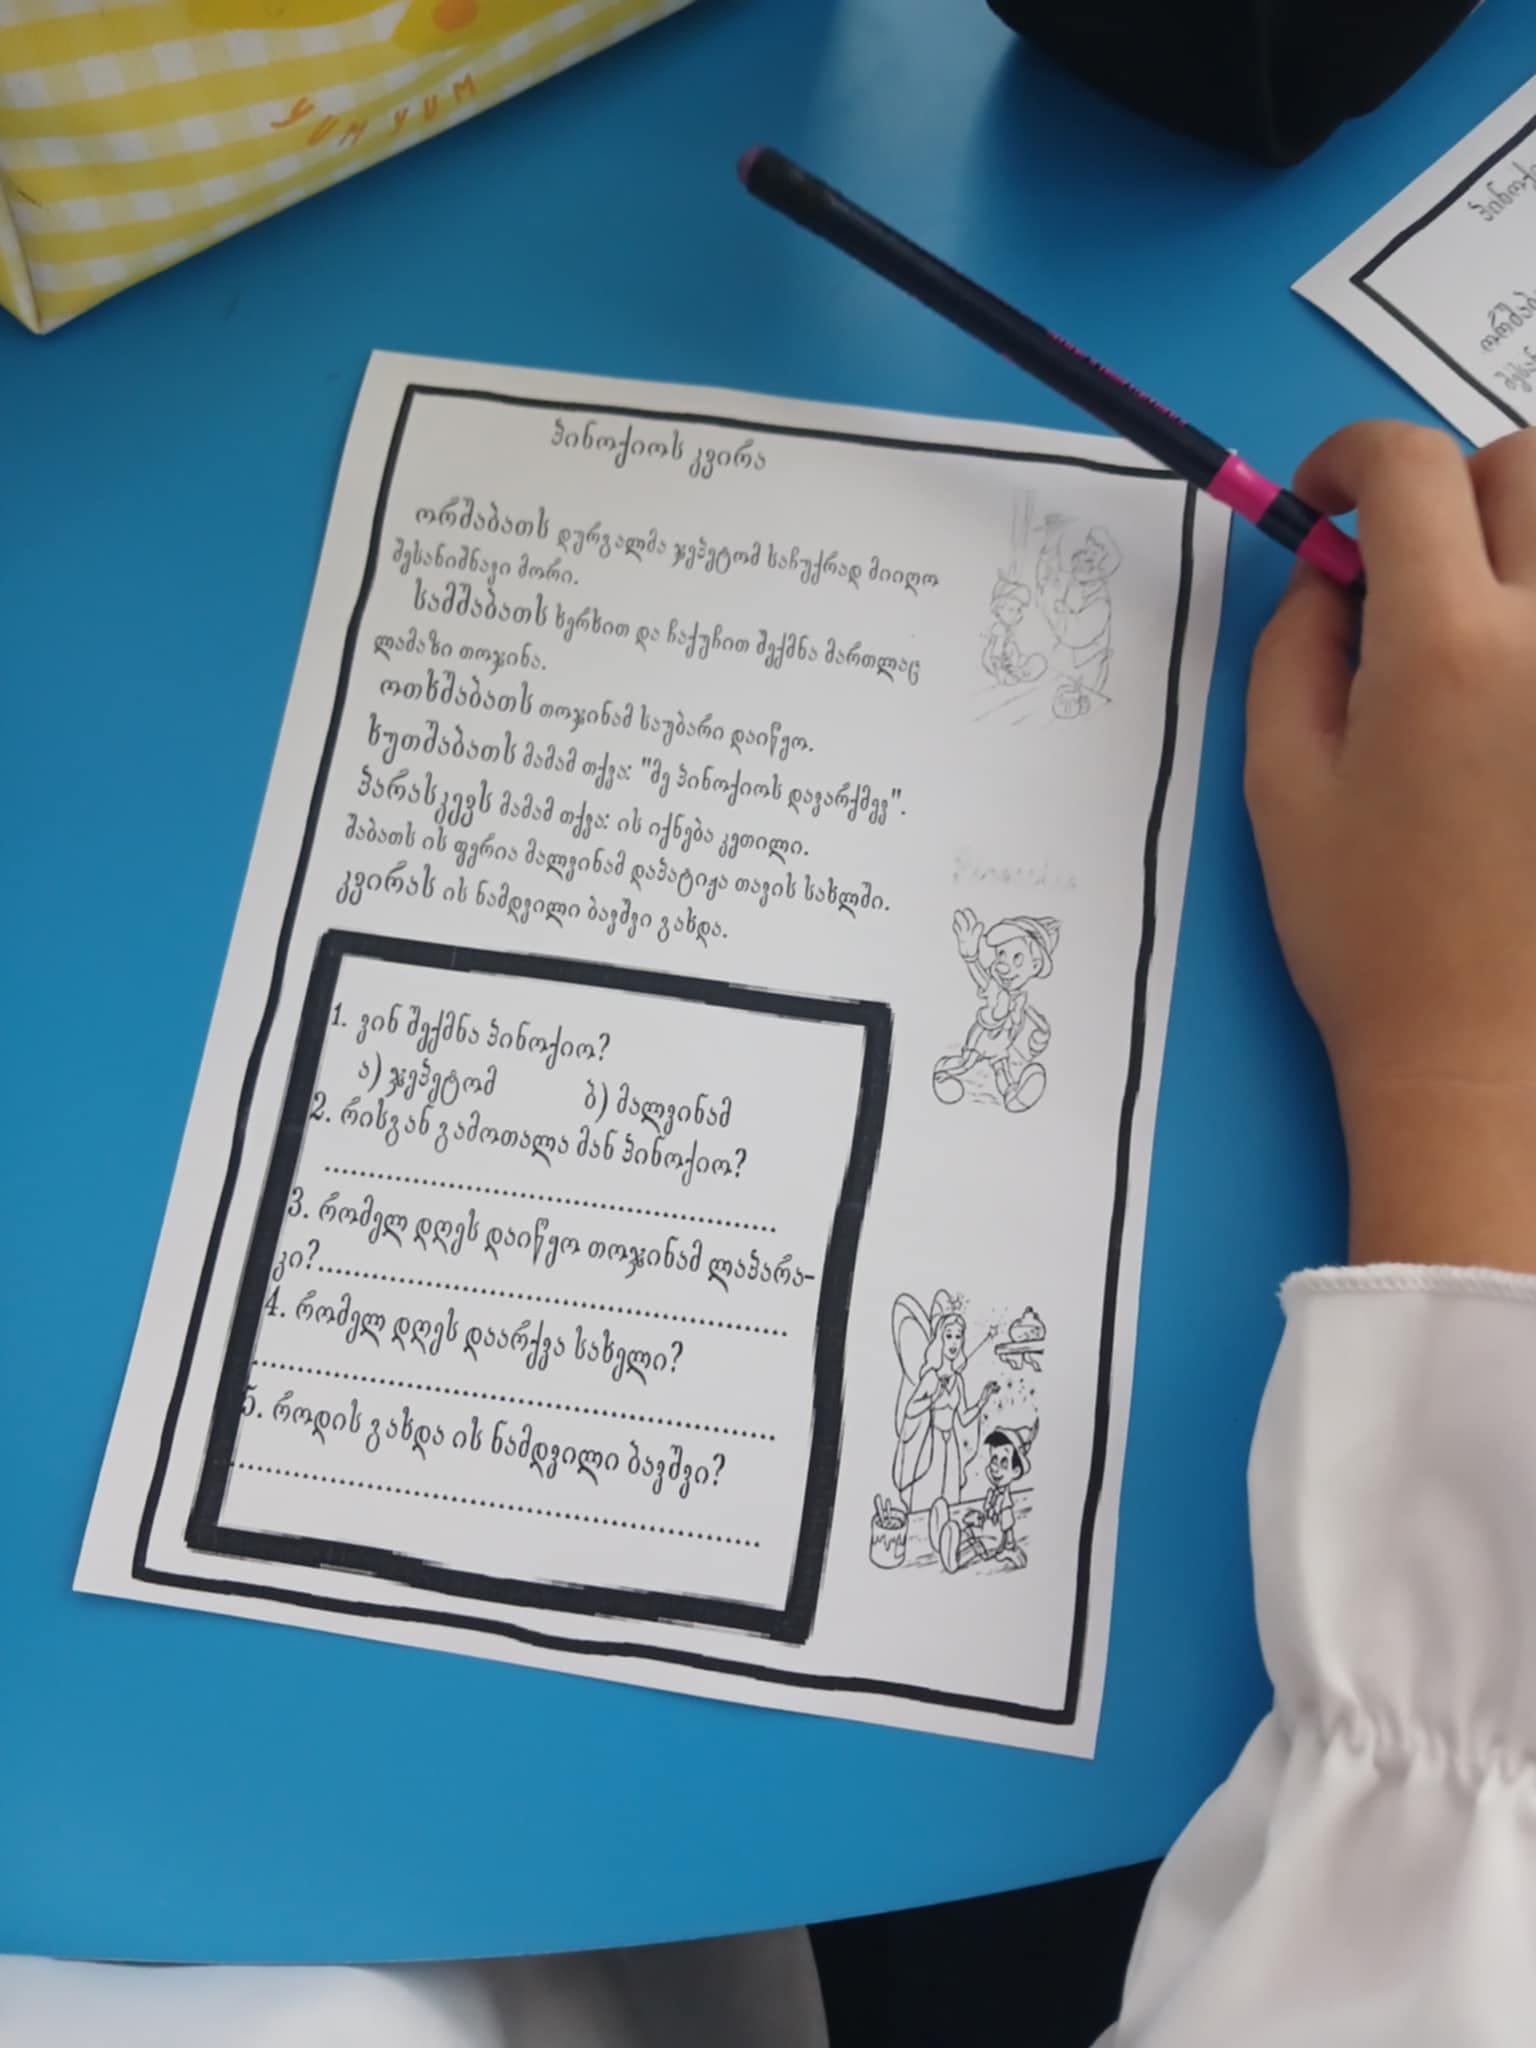 YUM YUM
პინოქიოს კვირა
ორშაბათს დურგალმა ჯეპეტომ საჩუქრად მიიღო
შესანიშნავი მორი.
სამშაბათს ხერხით და ჩაქუჩით შექმნა მართლაც
ლამაზი თოჯინა.
ოთხშაბათს თოჯინამ საუბარი დაიწყო.
ხუთშაბათს მამამ თქვა: "მე პინოქიოს დავარქმევ".
პარასკევს მამამ თქვა: ის იქნება კეთილი.
შაბათს ის ფერია მალვინამ დაპატიჟა თავის სახლში.
კვირას ის ნამდვილი ბავშვი გახდა.
1. ვინ შექმნა პინოქიო?
ა) ჯეპეტომ ბ) მალვინამ
2. რისგან გამოთალა მან პინოქიო?
..................................................
3. რომელ დღეს დაიწყო თოჯინამ ლაპარა-
კი?..................................................
4. რომელ დღეს დაარქვა სახელი?
..................................................
5. როდის გახდა ის ნამდვილი ბავშვი?
..................................................